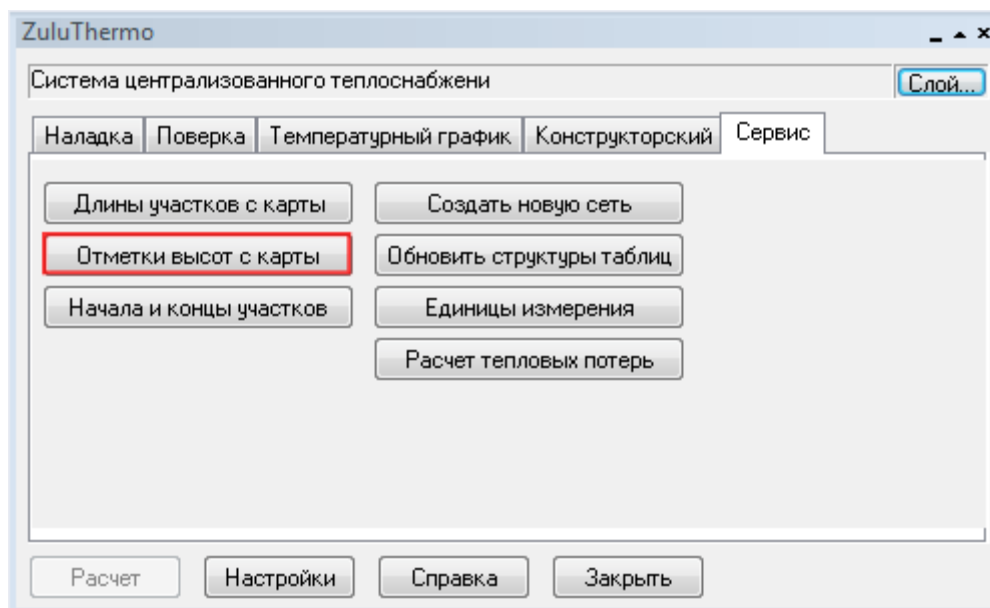 ZuluThermo
Система централизованного теплоснабжени
Слой...
Наладка Поверка Температурный график Конструкторский Сервис
Длины участков с карты Создать новую сеть
Отметки высот с карты Обновить структуры таблиц
Начала и концы участков Единицы измерения
Расчет тепловых потерь
Расчет Настройки Справка Закрыть